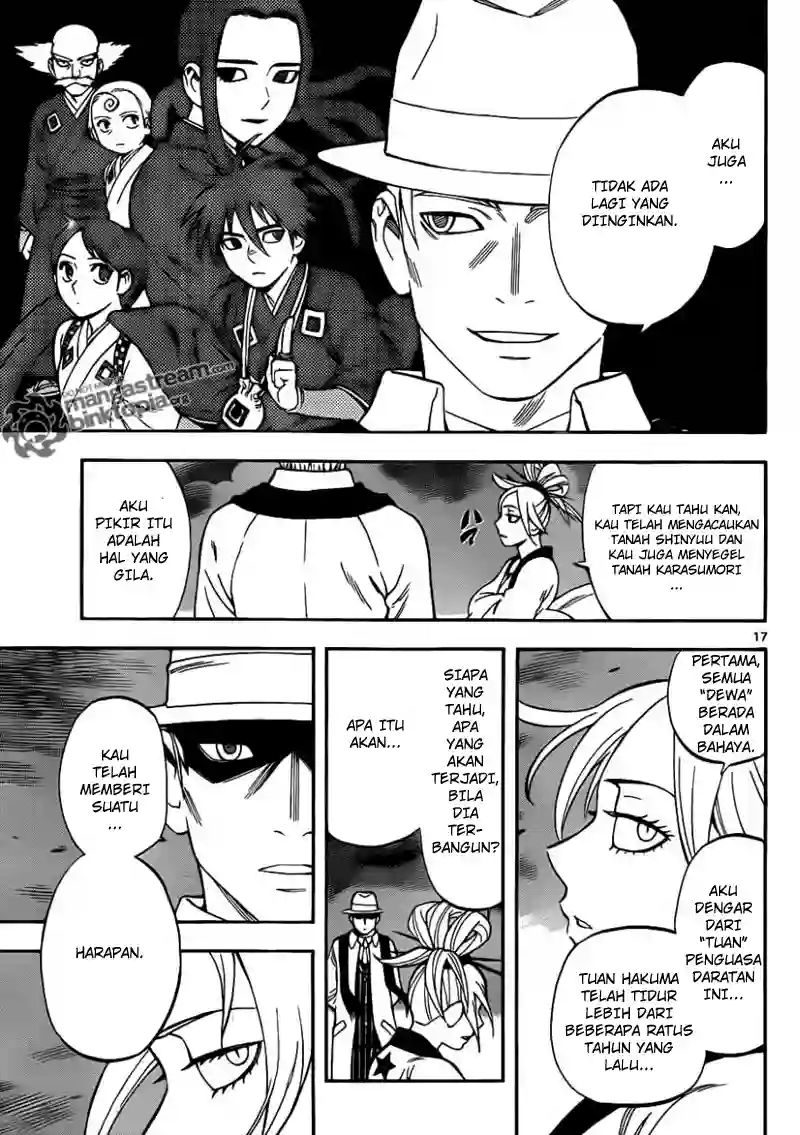 AKU
JUGA
...
TIDAK ADA
LAGI YANG
DIINGINKAN.
DO NOT
mangastream.com
binktopia
TAPI KAU TAHU KAN,
KAU TELAH MENGACAUKAN
TANAH SHINYUU DAN
KAU JUGA MENYEGEL
TANAH KARASUMORI
...
AKU
PIKIR ITU
ADALAH
HAL YANG
GILA.
17
PERTAMA,
SEMUA
“DEWA”
BERADA
DALAM
BAHAYA.
AKU
DENGAR
DARI
“TUAN”
PENGUASA
DARATAN
INI...
TUAN HAKUMA
TELAH TIDUR
LEBIH DARI
BEBERAPA RATUS
TAHUN YANG
LALU...
SIAPA
YANG
TAHU,
APA
YANG
AKAN
TERJADI,
BILA
DIA
TER-
BANGUN?
APA ITU
AKAN...
KAU
TELAH
MEMBERI
SUATU
...
HARAPAN.